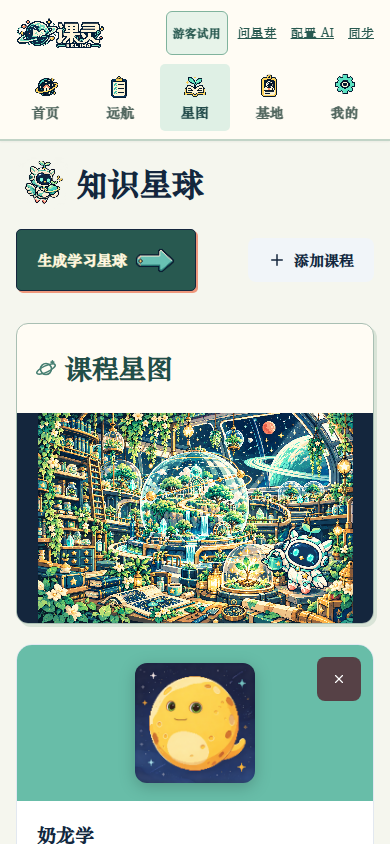 课灵
游客试用
问星芽
配置 AI
同步
首页
远航
星图
基地
我的
知识星球
生成学习星球
添加课程
课程星图
奶龙学